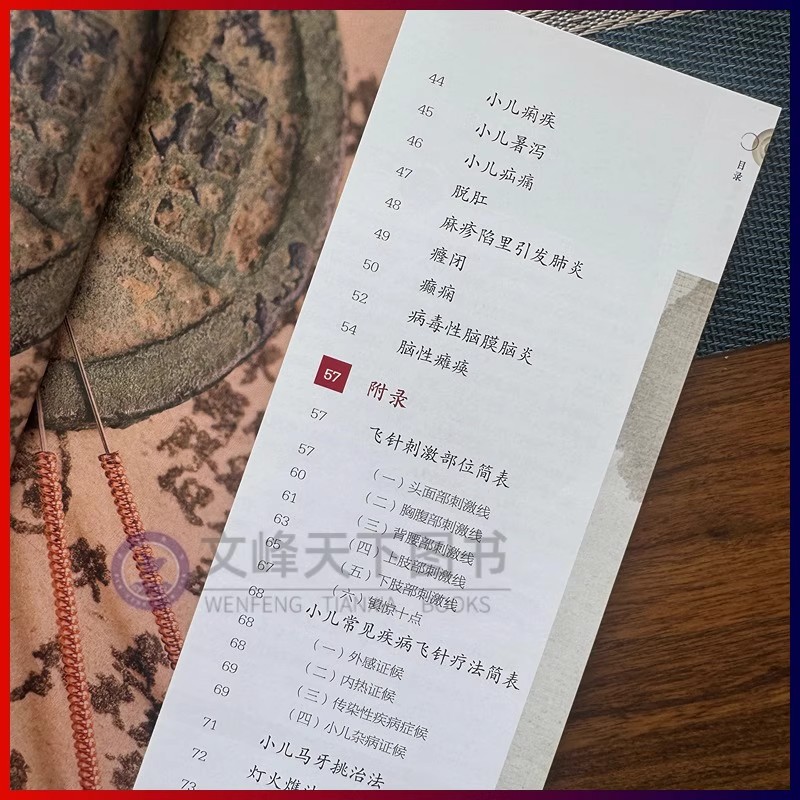 目录
44 小儿痢疾
45 小儿暑泻
46 小儿疝痛
47 脱肛
48 麻疹陷里引发肺炎
49 癃闭
50 癫痫
52 病毒性脑膜脑炎
54 脑性瘫痪
57 附录
57 飞针刺激部位简表
57 （一）头面部刺激线
60 （二）胸腹部刺激线
61 （三）背腰部刺激线
63 （四）上肢部刺激线
65 （五）下肢部刺激线
67 （六）镇惊十点
68 小儿常见疾病飞针疗法简表
68 （一）外感证候
68 （二）内热证候
69 （三）传染性疾病症候
69 （四）小儿杂病证候
71 小儿马牙挑治法
72 灯火燋
73
文峰天下图书
WENFENG TIANXIA BOOKS